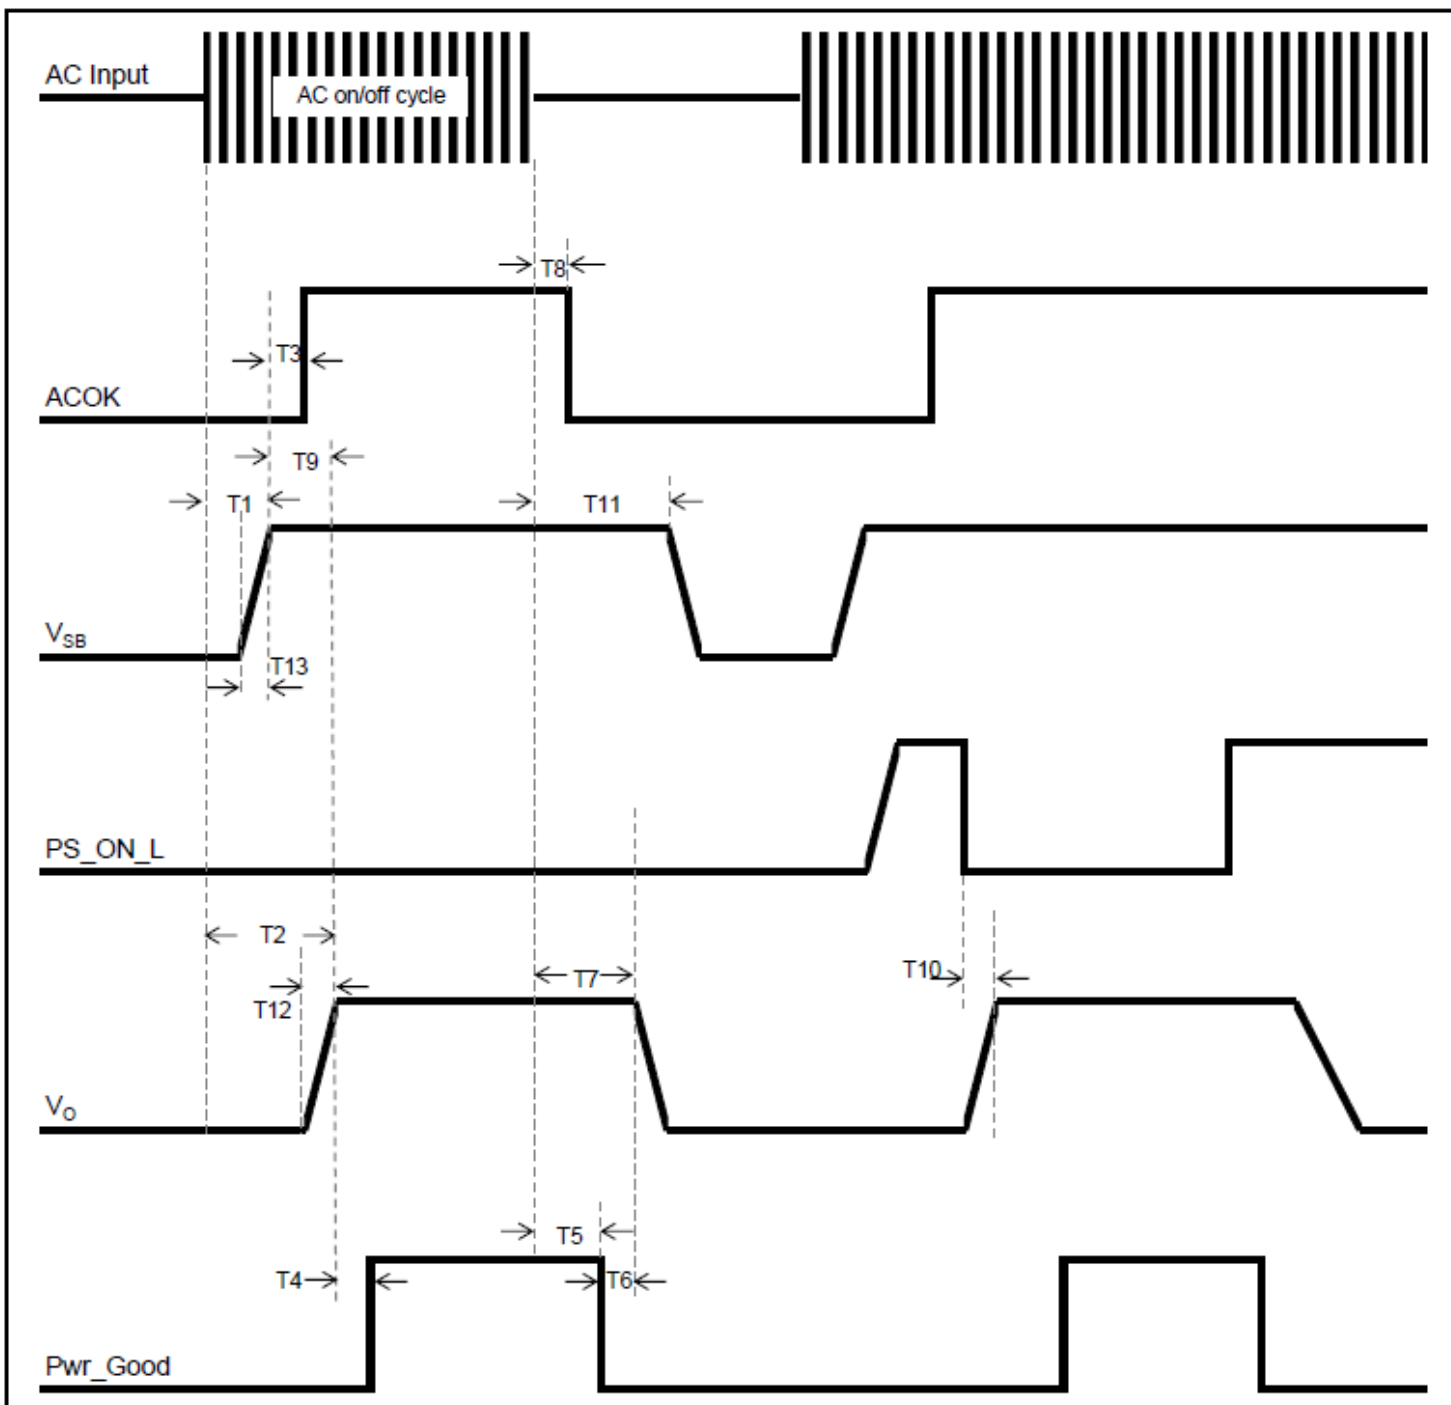 AC Input
AC on/off cycle
T8
T3
ACOK
T9
T1
T11
VSB
T13
PS_ON_L
T2
T10
T7
T12
VO
T5
T4
T6
Pwr_Good